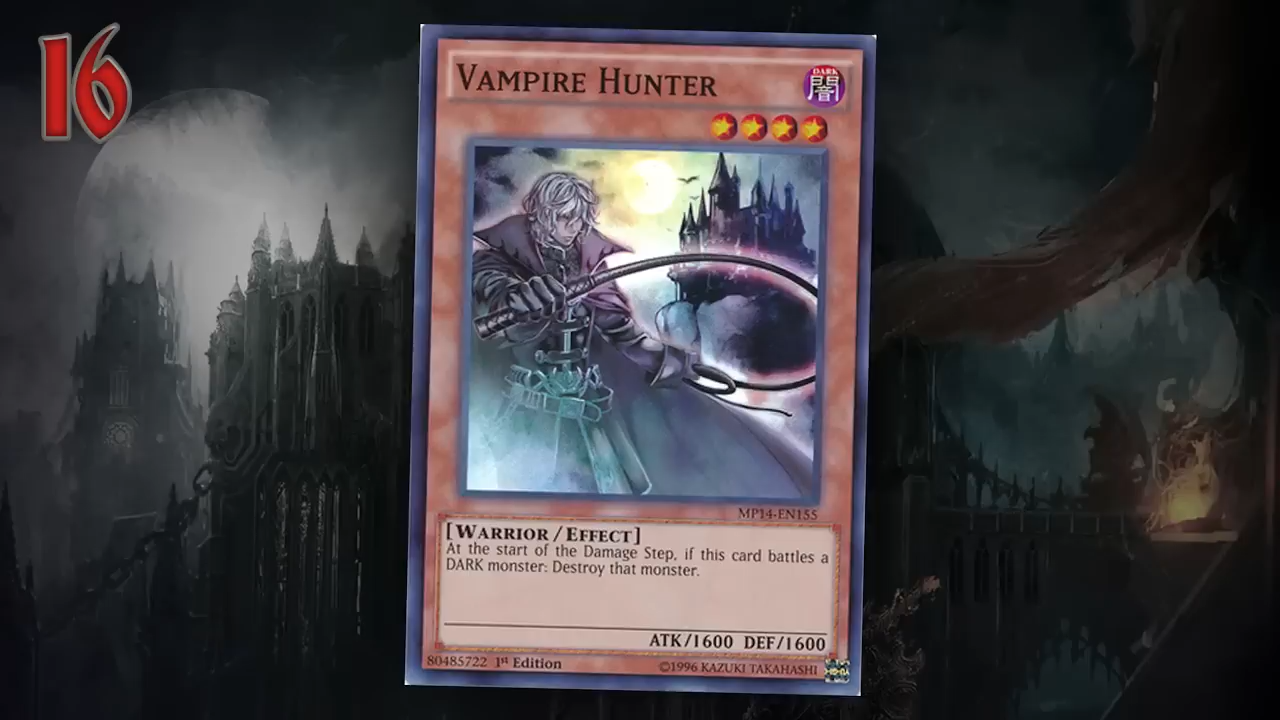 16
VAMPIRE HUNTER
DARK
闇
MP14-EN155
[WARRIOR/EFFECT]
At the start of the Damage Step, if this card battles a
DARK monster: Destroy that monster.
ATK/1600 DEF/1600
80485722 1st Edition
©1996 KAZUKI TAKAHASHI